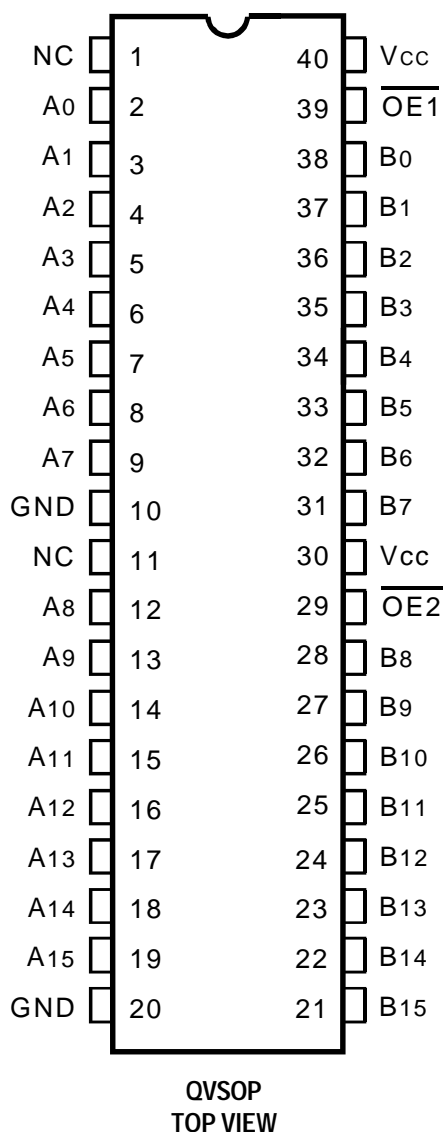 NC 1 40 Vcc
A0 2 39 OE1
A1 3 38 B0
A2 4 37 B1
A3 5 36 B2
A4 6 35 B3
A5 7 34 B4
A6 8 33 B5
A7 9 32 B6
GND 10 31 B7
NC 11 30 Vcc
A8 12 29 OE2
A9 13 28 B8
A10 14 27 B9
A11 15 26 B10
A12 16 25 B11
A13 17 24 B12
A14 18 23 B13
A15 19 22 B14
GND 20 21 B15
QVSOP
TOP VIEW